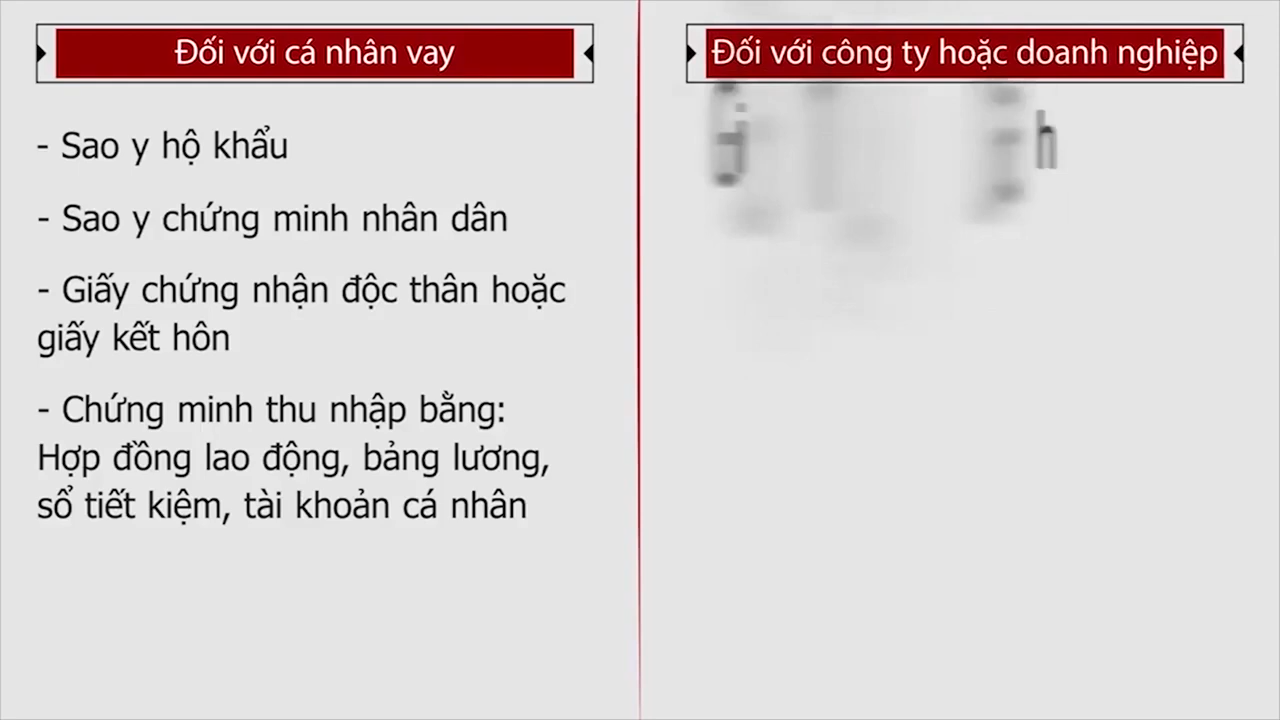 Đối với cá nhân vay
- Sao y hộ khẩu
- Sao y chứng minh nhân dân
- Giấy chứng nhận độc thân hoặc
giấy kết hôn
- Chứng minh thu nhập bằng:
Hợp đồng lao động, bảng lương,
sổ tiết kiệm, tài khoản cá nhân
Đối với công ty hoặc doanh nghiệp